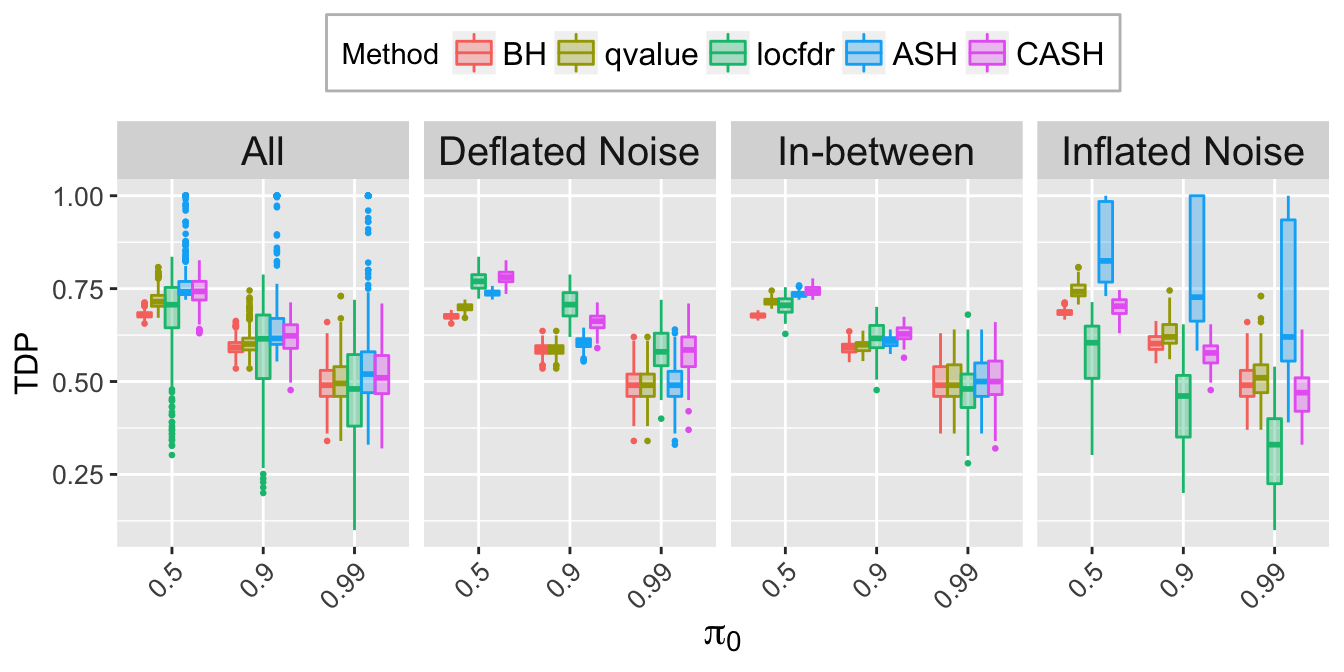 Method BH qvalue locfdr ASH CASH
All Deflated Noise In-between Inflated Noise
TDP
1.00
0.75
0.50
0.25
0.5 0.9 0.99 0.5 0.9 0.99 0.5 0.9 0.99 0.5 0.9 0.99
π₀